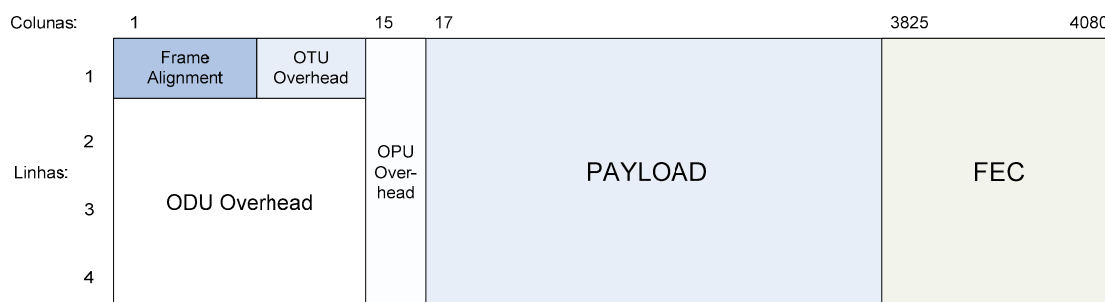 Colunas: 1 15 17 3825 4080
Frame
Alignment
OTU
Overhead
1
2
Linhas:
3
4
ODU Overhead
OPU
Over-
head
PAYLOAD
FEC